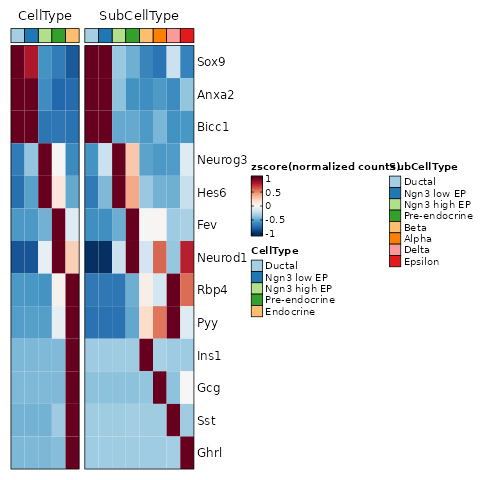 CellType
SubCellType
Sox9
Anxa2
Bicc1
Neurog3
Hes6
Fev
Neurod1
Rbp4
Pyy
Ins1
Gcg
Sst
Ghrl
zscore(normalized counts)
1
0.5
0
-0.5
-1
CellType
Ductal
Ngn3 low EP
Ngn3 high EP
Pre-endocrine
Endocrine
SubCellType
Ductal
Ngn3 low EP
Ngn3 high EP
Pre-endocrine
Beta
Alpha
Delta
Epsilon